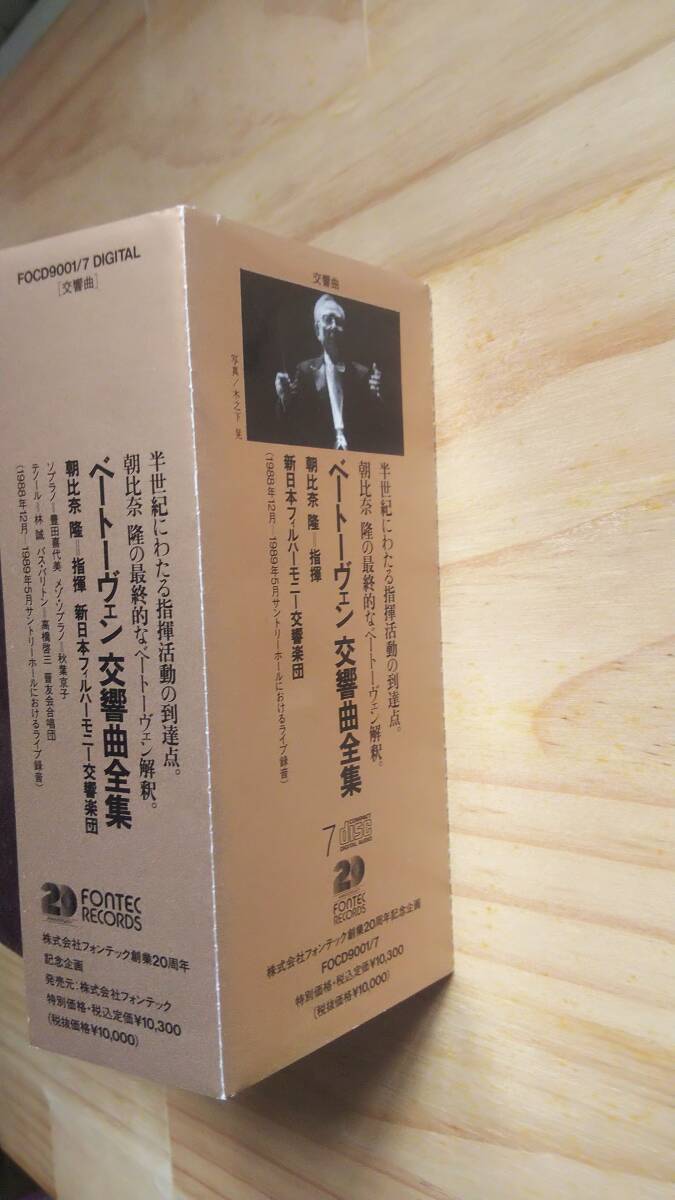 FOCD9001/7 DIGITAL
[交響曲]
半世紀にわたる指揮活動の到達点。
朝比奈 隆の最終的なベートーヴェン解釈。
ベートーヴェン 交響曲全集
朝比奈 隆=指揮 新日本フィルハーモニー交響楽団
ソプラノ=豊田喜代美 メゾ・ソプラノ=秋葉京子
テノール=林 誠 バス・バリトン=高橋啓三 晋友会合唱団
(1988年12月—1989年5月サントリーホールにおけるライブ録音)
20
FONTEC
RECORDS
株式会社フォンテック創業20周年
記念企画
発売元:株式会社フォンテック
特別価格・税込定価¥10,300
(税抜価格¥10,000)
交響曲
写真/木之下 晃
半世紀にわたる指揮活動の到達点。
朝比奈 隆の最終的なベートーヴェン解釈。
ベートーヴェン 交響曲全集
朝比奈 隆=指揮
新日本フィルハーモニー交響楽団
(1988年12月—1989年5月サントリーホールにおけるライブ録音)
7
COMPACT
disc
DIGITAL AUDIO
20
FONTEC
RECORDS
株式会社フォンテック創業20周年記念企画
FOCD9001/7
特別価格・税込定価¥10,300
(税抜価格¥10,000)